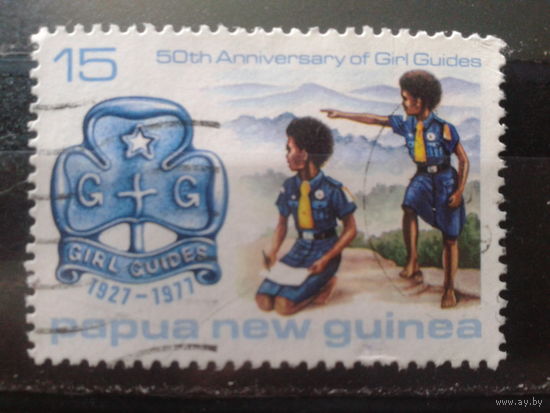 15
50th Anniversary of Girl Guides
G G
GIRL GUIDES
1927-1977
papua new guinea
www.ay.by